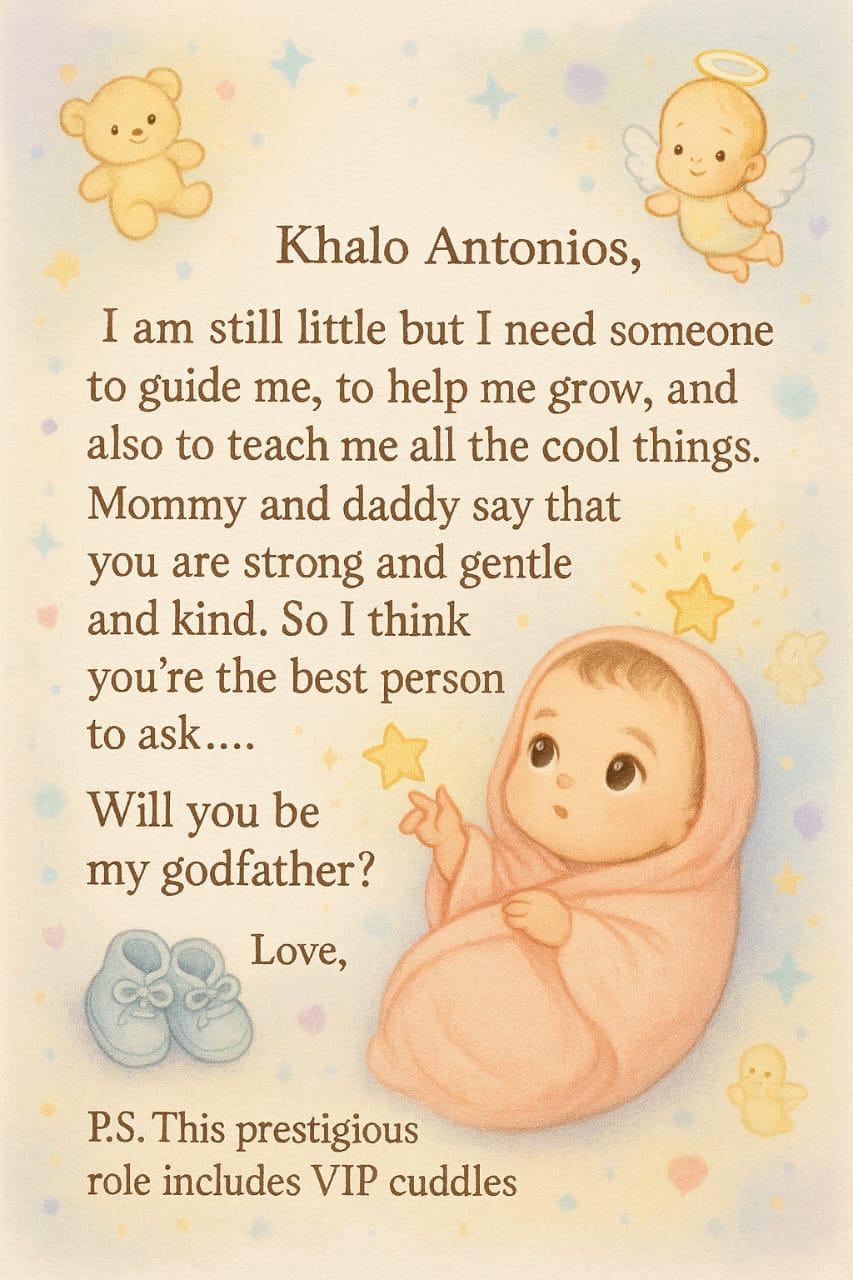 Khalo Antonios,
I am still little but I need someone
to guide me, to help me grow, and
also to teach me all the cool things.
Mommy and daddy say that
you are strong and gentle
and kind. So I think
you're the best person
to ask....
Will you be
my godfather?
Love,
P.S. This prestigious
role includes VIP cuddles